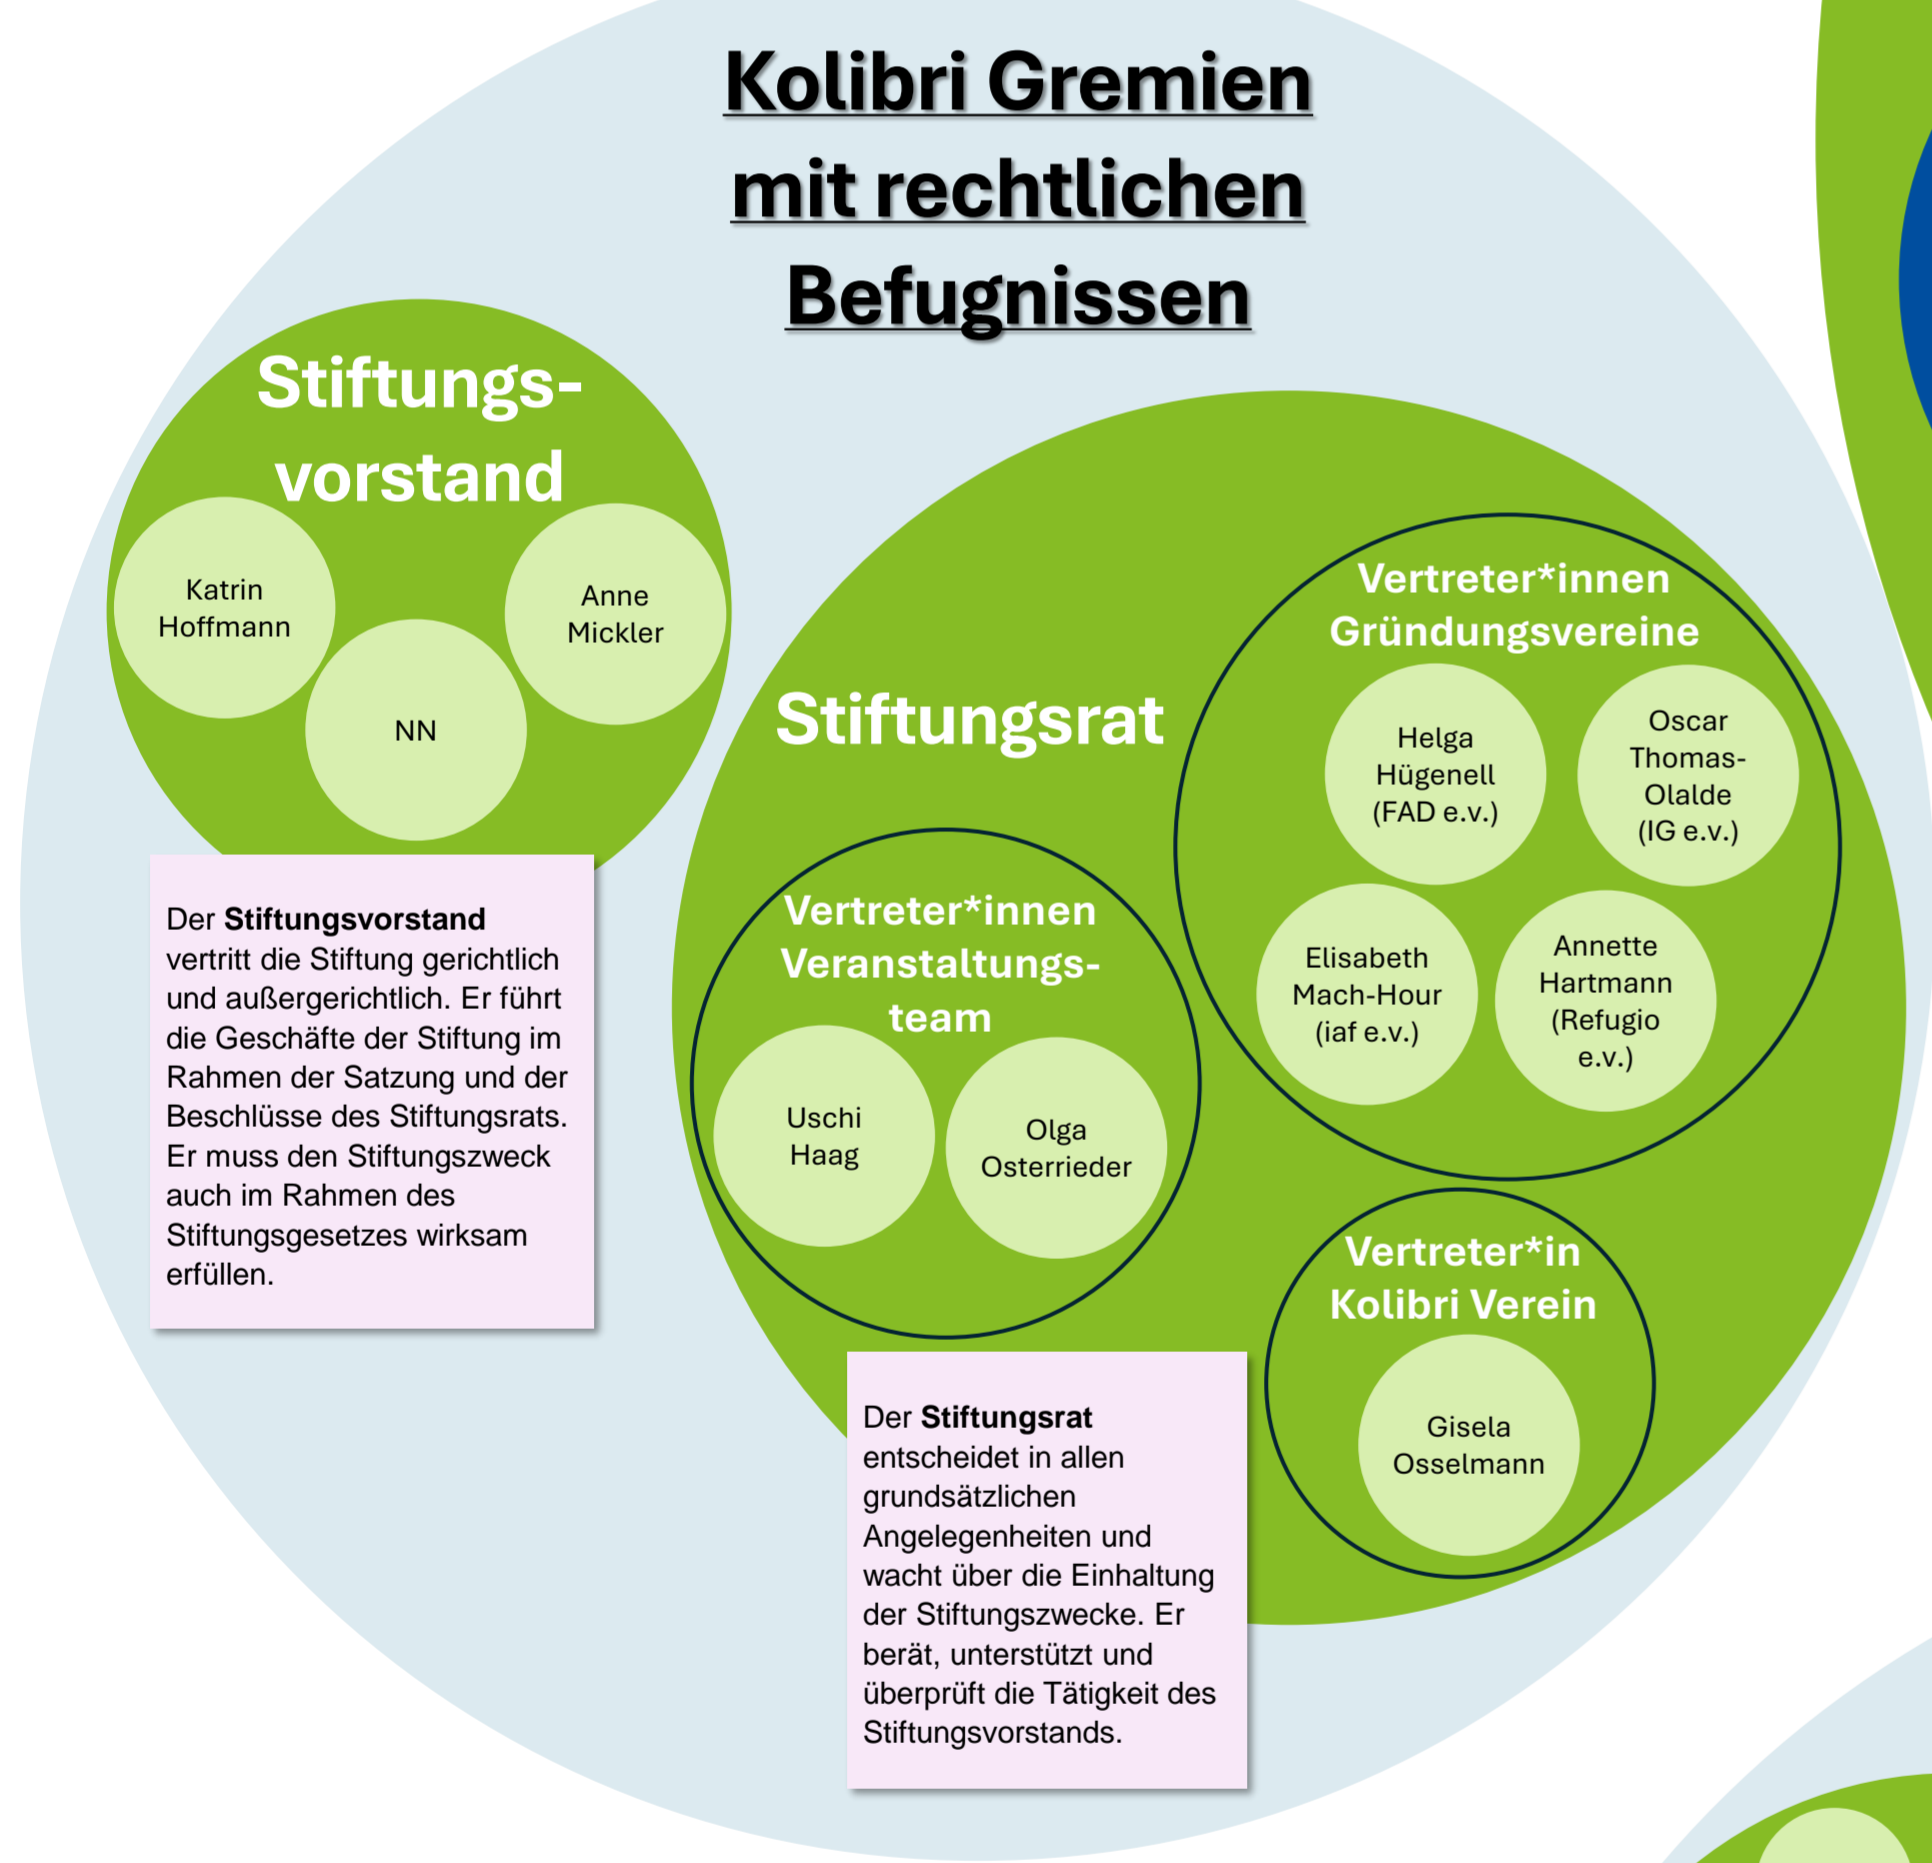 Kolibri Gremien
mit rechtlichen
Befugnissen
Stiftungs-
vorstand
Katrin
Hoffmann
NN
Anne
Mickler
Der Stiftungsvorstand
vertritt die Stiftung gerichtlich
und außergerichtlich. Er führt
die Geschäfte der Stiftung im
Rahmen der Satzung und der
Beschlüsse des Stiftungsrats.
Er muss den Stiftungszweck
auch im Rahmen des
Stiftungsgesetzes wirksam
erfüllen.
Stiftungsrat
Vertreter*innen
Gründungsvereine
Helga
Hügenell
(FAD e.v.)
Oscar
Thomas-
Olalde
(IG e.v.)
Elisabeth
Mach-Hour
(iaf e.v.)
Annette
Hartmann
(Refugio
e.v.)
Vertreter*innen
Veranstaltungs-
team
Uschi
Haag
Olga
Osterrieder
Vertreter*in
Kolibri Verein
Gisela
Osselmann
Der Stiftungsrat
entscheidet in allen
grundsätzlichen
Angelegenheiten und
wacht über die Einhaltung
der Stiftungszwecke. Er
berät, unterstützt und
überprüft die Tätigkeit des
Stiftungsvorstands.